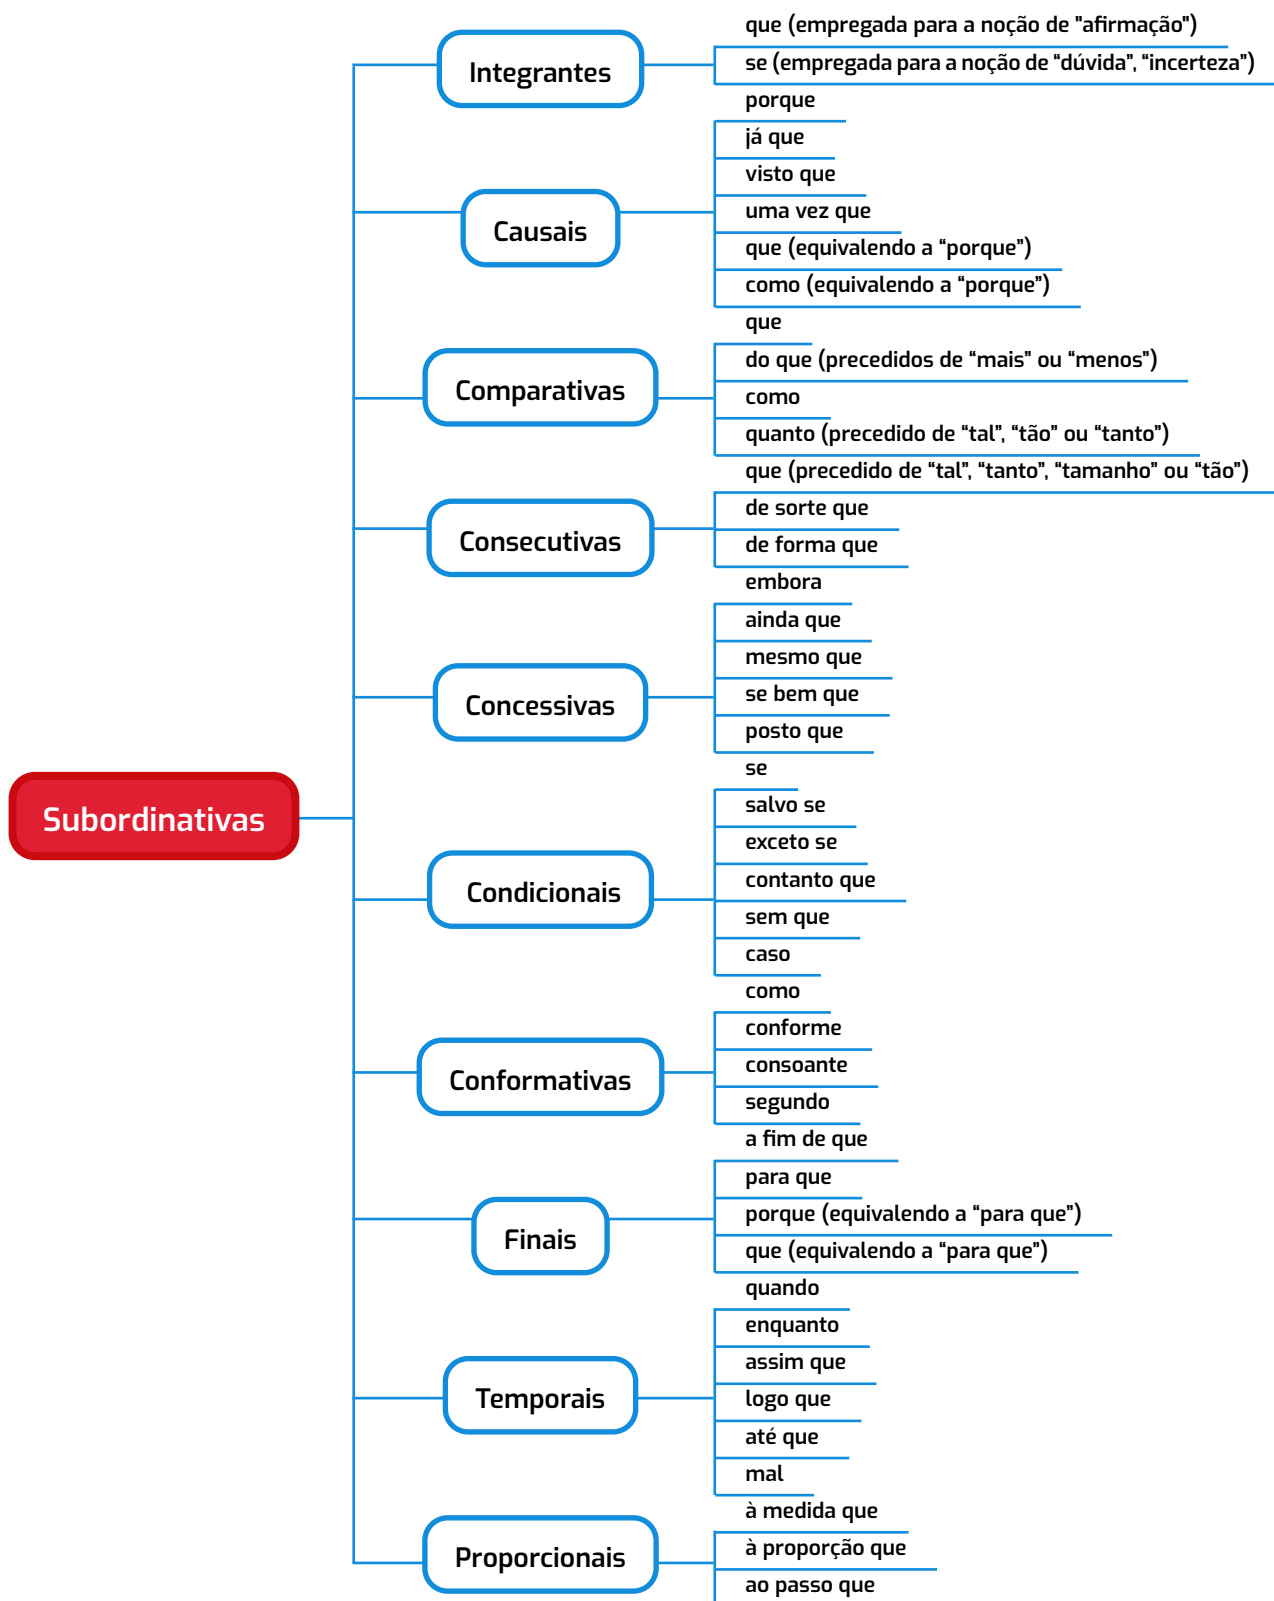 Subordinativas
Integrantes
que (empregada para a noção de "afirmação")
se (empregada para a noção de “dúvida”, “incerteza”)
Causais
porque
já que
visto que
uma vez que
que (equivalendo a “porque”)
como (equivalendo a “porque”)
Comparativas
que
do que (precedidos de “mais” ou “menos”)
como
quanto (precedido de “tal”, “tão” ou “tanto”)
Consecutivas
que (precedido de “tal”, “tanto”, “tamanho” ou “tão”)
de sorte que
de forma que
Concessivas
embora
ainda que
mesmo que
se bem que
posto que
Condicionais
se
salvo se
exceto se
contanto que
sem que
caso
Conformativas
como
conforme
consoante
segundo
Finais
a fim de que
para que
porque (equivalendo a “para que”)
que (equivalendo a “para que”)
Temporais
quando
enquanto
assim que
logo que
até que
mal
Proporcionais
à medida que
à proporção que
ao passo que